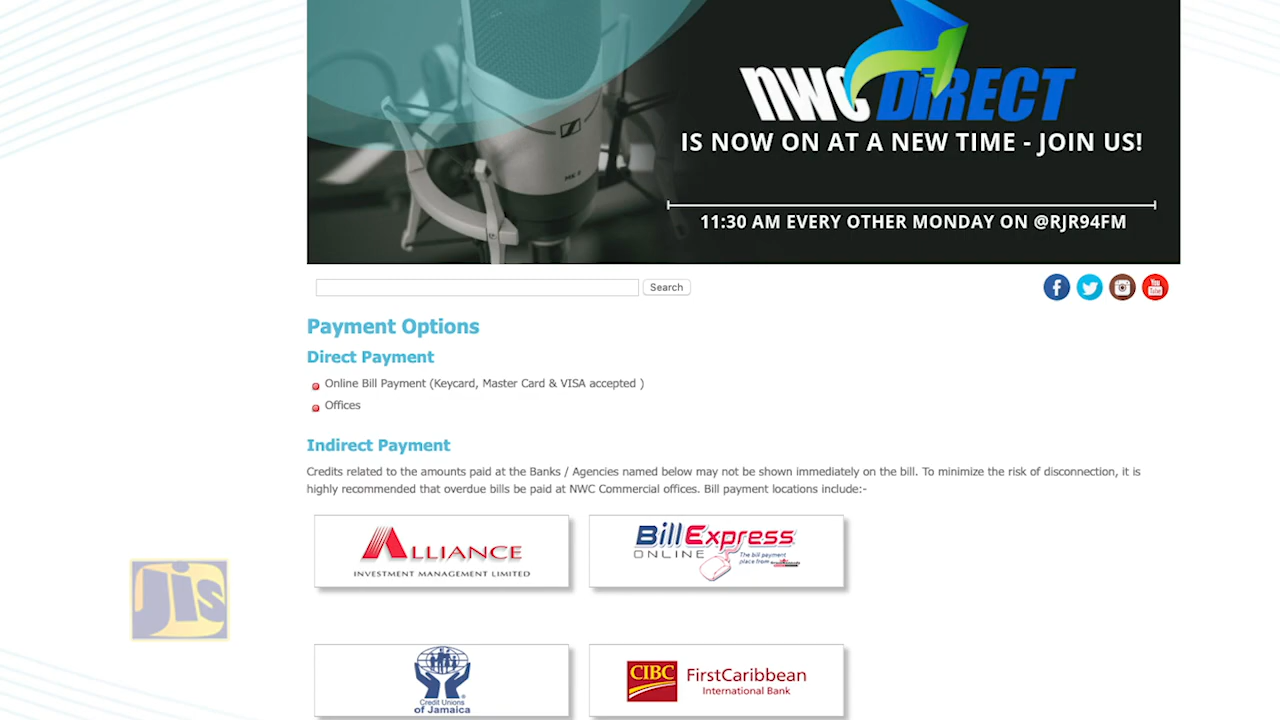 NWC DIRECT
IS NOW ON AT A NEW TIME - JOIN US!
11:30 AM EVERY OTHER MONDAY ON @RJR94FM
Search
Payment Options
Direct Payment
Online Bill Payment (Keycard, Master Card & VISA accepted )
Offices
Indirect Payment
Credits related to the amounts paid at the Banks / Agencies named below may not be shown immediately on the bill. To minimize the risk of disconnection, it is
highly recommended that overdue bills be paid at NWC Commercial offices. Bill payment locations include:-
ALLIANCE
INVESTMENT MANAGEMENT LIMITED
BillExpress
ONLINE
The bill payment
place from
JIS
Credit Unions
of Jamaica
CIBC FirstCaribbean
International Bank